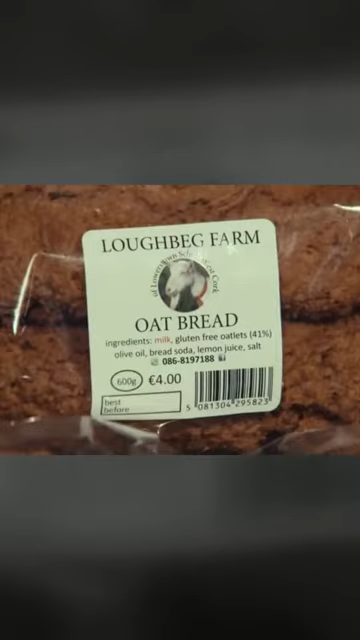 LOUGHBEG FARM
OAT BREAD
ingredients: milk, gluten free oatlets (41%)
olive oil, bread soda, lemon juice, salt
086-8197188
600g €4.00
best
before
5 081304 295823